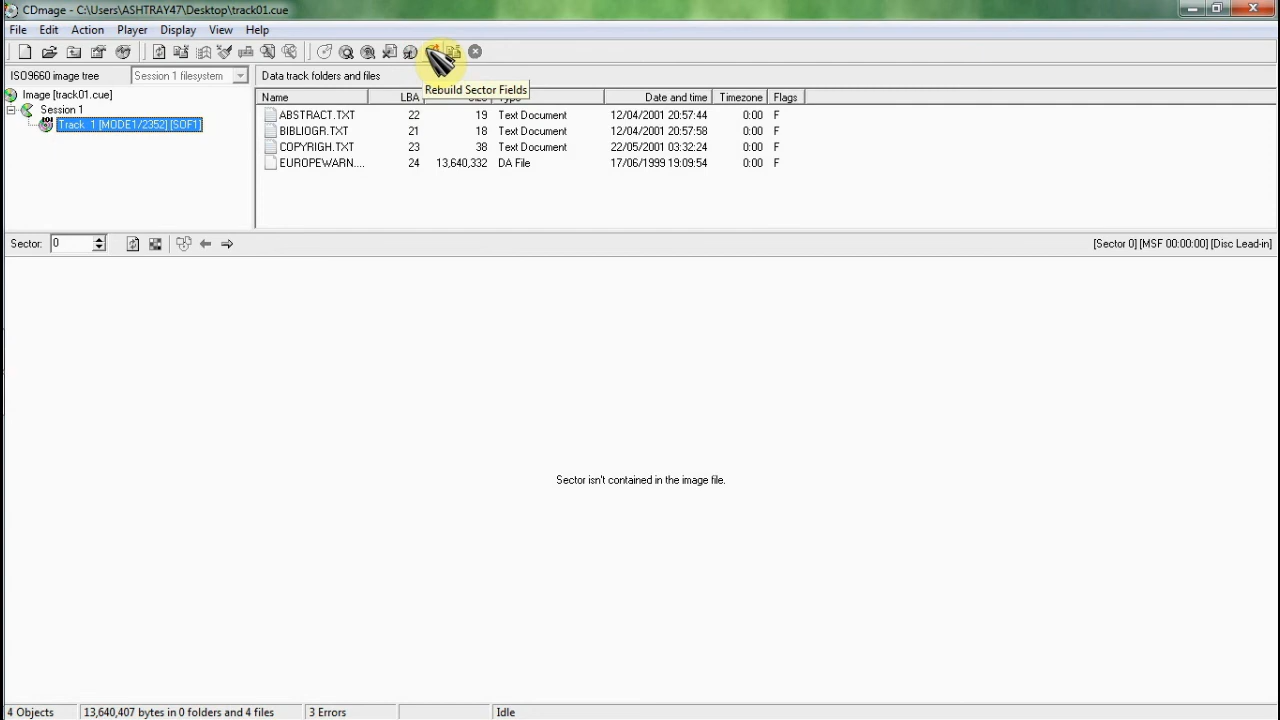 CDmage - C:\Users\ASHTRAY47\Desktop\track01.cue
File Edit Action Player Display View Help
Rebuild Sector Fields
ISO9660 image tree Session 1 filesystem Data track folders and files
Image [track01.cue]
Session 1
Track 1 [MODE1/2352] [SOF1]
Name LBA Date and time Timezone Flags
ABSTRACT.TXT 22 19 Text Document 12/04/2001 20:57:44 0:00 F
BIBLIOGR.TXT 21 18 Text Document 12/04/2001 20:57:58 0:00 F
COPYRIGH.TXT 23 38 Text Document 22/05/2001 03:32:24 0:00 F
EUROPEWARN.... 24 13,640,332 DA File 17/06/1999 19:09:54 0:00 F
Sector: 0 [Sector 0] [MSF 00:00:00] [Disc Lead-in]
Sector isn't contained in the image file.
4 Objects 13,640,407 bytes in 0 folders and 4 files 3 Errors Idle